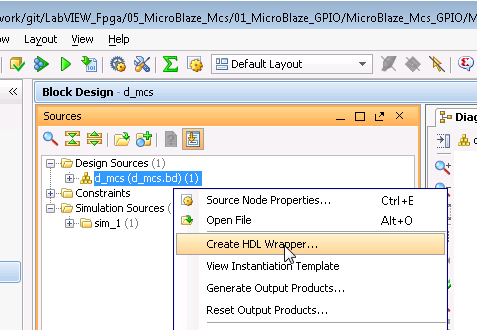 work/git/LabVIEW_Fpga/05_MicroBlaze_Mcs/01_MicroBlaze_GPIO/MicroBlaze_Mcs_GPIO/M
ow Layout View Help
Default Layout
Block Design - d_mcs
Sources
Diag
Design Sources (1)
d_mcs (d_mcs.bd) (1)
Constraints
Simulation Sources (
sim_1 (1)
Source Node Properties... Ctrl+E
Open File Alt+O
Create HDL Wrapper...
View Instantiation Template
Generate Output Products...
Reset Output Products...